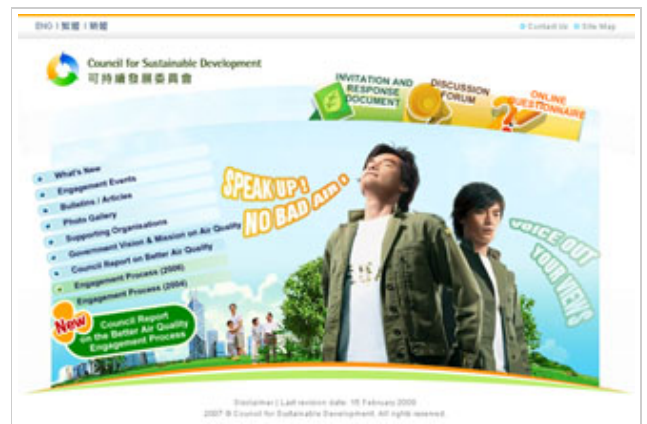 ENG | 繁體 | 簡體
Contact Us Site Map
Council for Sustainable Development
可持續發展委員會
INVITATION AND
RESPONSE
DOCUMENT
DISCUSSION
FORUM
ONLINE
QUESTIONNAIRE
What's New
Engagement Events
Bulletins / Articles
Photo Gallery
Supporting Organisations
Government Vision & Mission on Air Quality
Council Report on Better Air Quality
Engagement Process (2006)
Engagement Process (2004)
SPEAK UP!
NO BAD AIR!
VOICE OUT
YOUR VIEWS
New
Council Report
on the Better Air Quality
Engagement Process
Disclaimer | Last revision date: 15 February 2008
2007 © Council for Sustainable Development. All rights reserved.